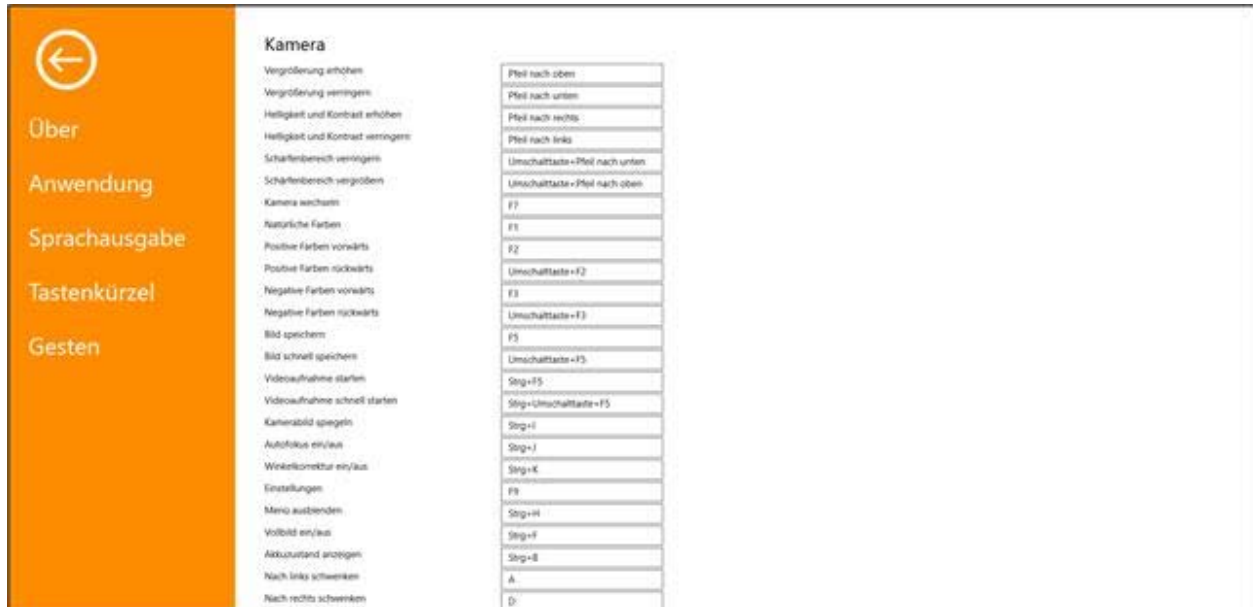 Kamera
Über
Anwendung
Sprachausgabe
Tastenkürzel
Gesten
Vergrößerung erhöhen Pfeil nach oben
Vergrößerung verringern Pfeil nach unten
Helligkeit und Kontrast erhöhen Pfeil nach rechts
Helligkeit und Kontrast verringern Pfeil nach links
Schärfenbereich verringern Umschalttaste+Pfeil nach unten
Schärfenbereich vergrößern Umschalttaste+Pfeil nach oben
Kamera wechseln F7
Natürliche Farben F1
Positive Farben vorwärts F2
Positive Farben rückwärts Umschalttaste+F2
Negative Farben vorwärts F3
Negative Farben rückwärts Umschalttaste+F3
Bild speichern F5
Bild schnell speichern Umschalttaste+F5
Videoaufnahme starten Strg+F5
Videoaufnahme schnell starten Strg+Umschalttaste+F5
Kamerabild spiegeln Strg+I
Autofokus ein/aus Strg+J
Winkelkorrektur ein/aus Strg+K
Einstellungen F9
Menü ausblenden Strg+H
Vollbild ein/aus Strg+F
Akkuzustand anzeigen Strg+B
Nach links schwenken A
Nach rechts schwenken D